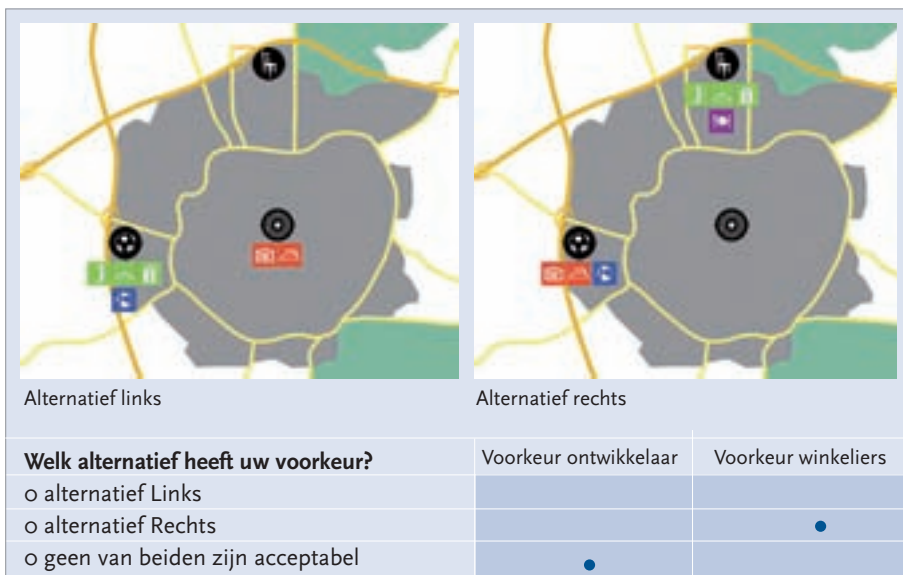 Alternatief links
Alternatief rechts
Welk alternatief heeft uw voorkeur?
Voorkeur ontwikkelaar
Voorkeur winkeliers
o alternatief Links
o alternatief Rechts
o geen van beiden zijn acceptabel